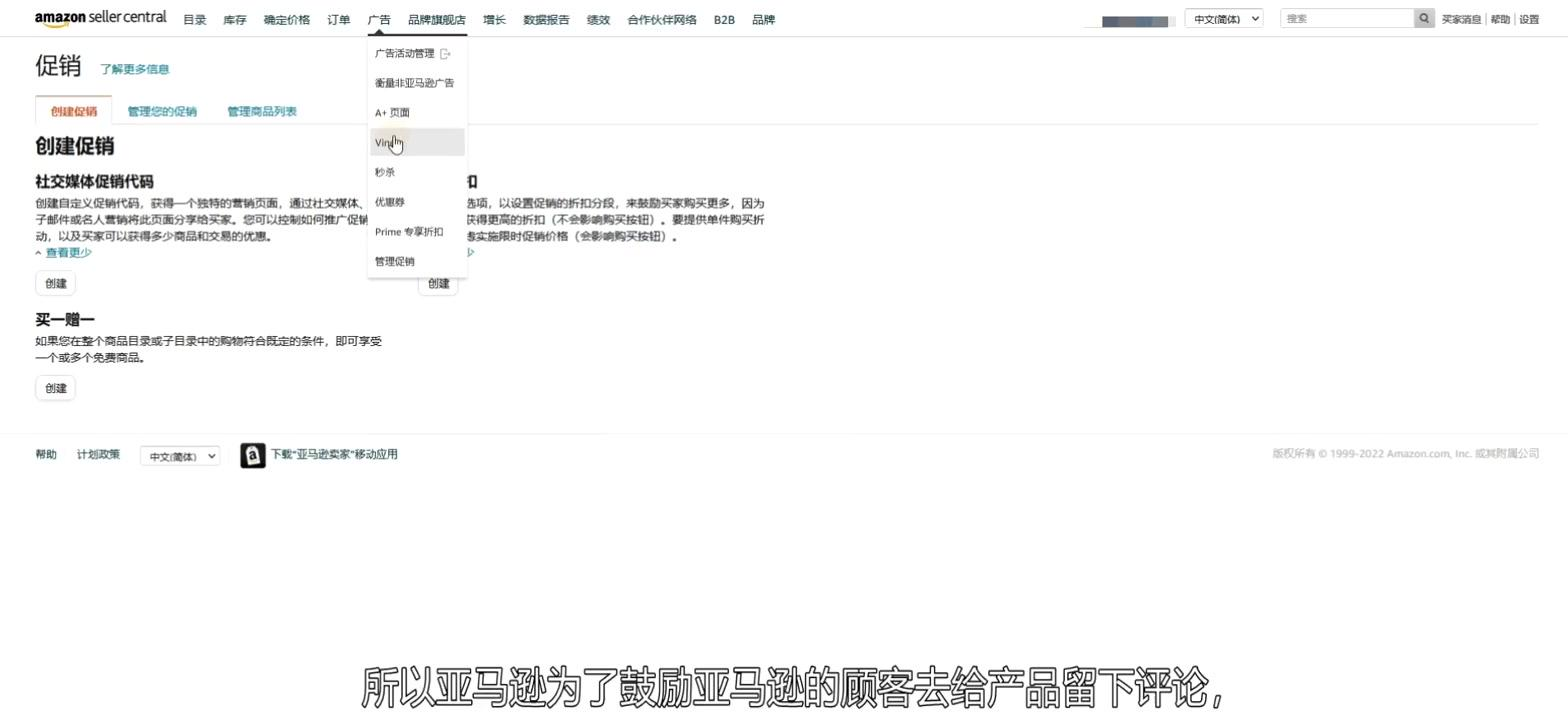 amazon seller central 目录 库存 确定价格 订单 广告 品牌旗舰店 增长 数据报告 绩效 合作伙伴网络 B2B 品牌 中文(简体) 搜索 买家消息 | 帮助 | 设置
促销 了解更多信息
创建促销 管理您的促销 管理商品列表
广告活动管理
衡量非亚马逊广告
A+ 页面
秒杀
优惠券
Prime 专享折扣
管理促销
创建促销
社交媒体促销代码
创建自定义促销代码，获得一个独特的营销页面，通过社交媒体、
子邮件或名人营销将此页面分享给买家。您可以控制如何推广促销
动，以及买家可以获得多少商品和交易的优惠。
查看更少
创建
扣
选项，以设置促销的折扣分段，来鼓励买家购买更多，因为
获得更高的折扣（不会影响购买按钮）。要提供单件购买折
虑实施限时促销价格（会影响购买按钮）。
创建
买一赠一
如果您在整个商品目录或子目录中的购物符合既定的条件，即可享受
一个或多个免费商品。
创建
帮助 计划政策 中文(简体) 下载“亚马逊卖家”移动应用 版权所有 © 1999-2022 Amazon.com, Inc. 或其附属公司
所以亚马逊为了鼓励亚马逊的顾客去给产品留下评论，